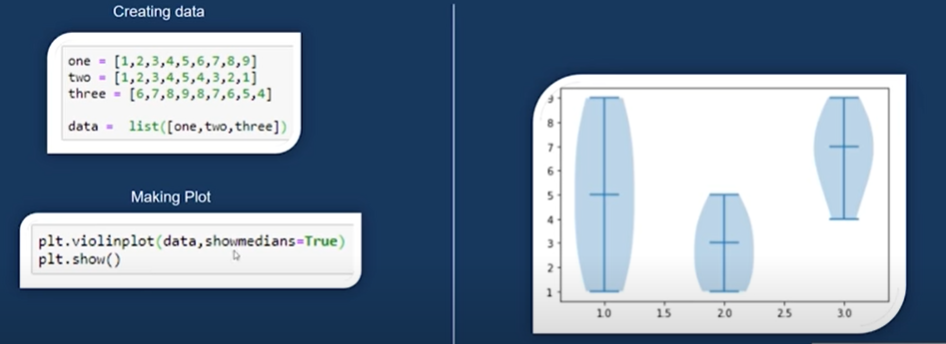 Creating data
one = [1,2,3,4,5,6,7,8,9]
two = [1,2,3,4,5,4,3,2,1]
three = [6,7,8,9,8,7,6,5,4]
data =  list([one,two,three])
Making Plot
plt.violinplot(data,showmedians=True)
plt.show()
9
8
7
6
5
4
3
2
1
1.0 1.5 2.0 2.5 3.0